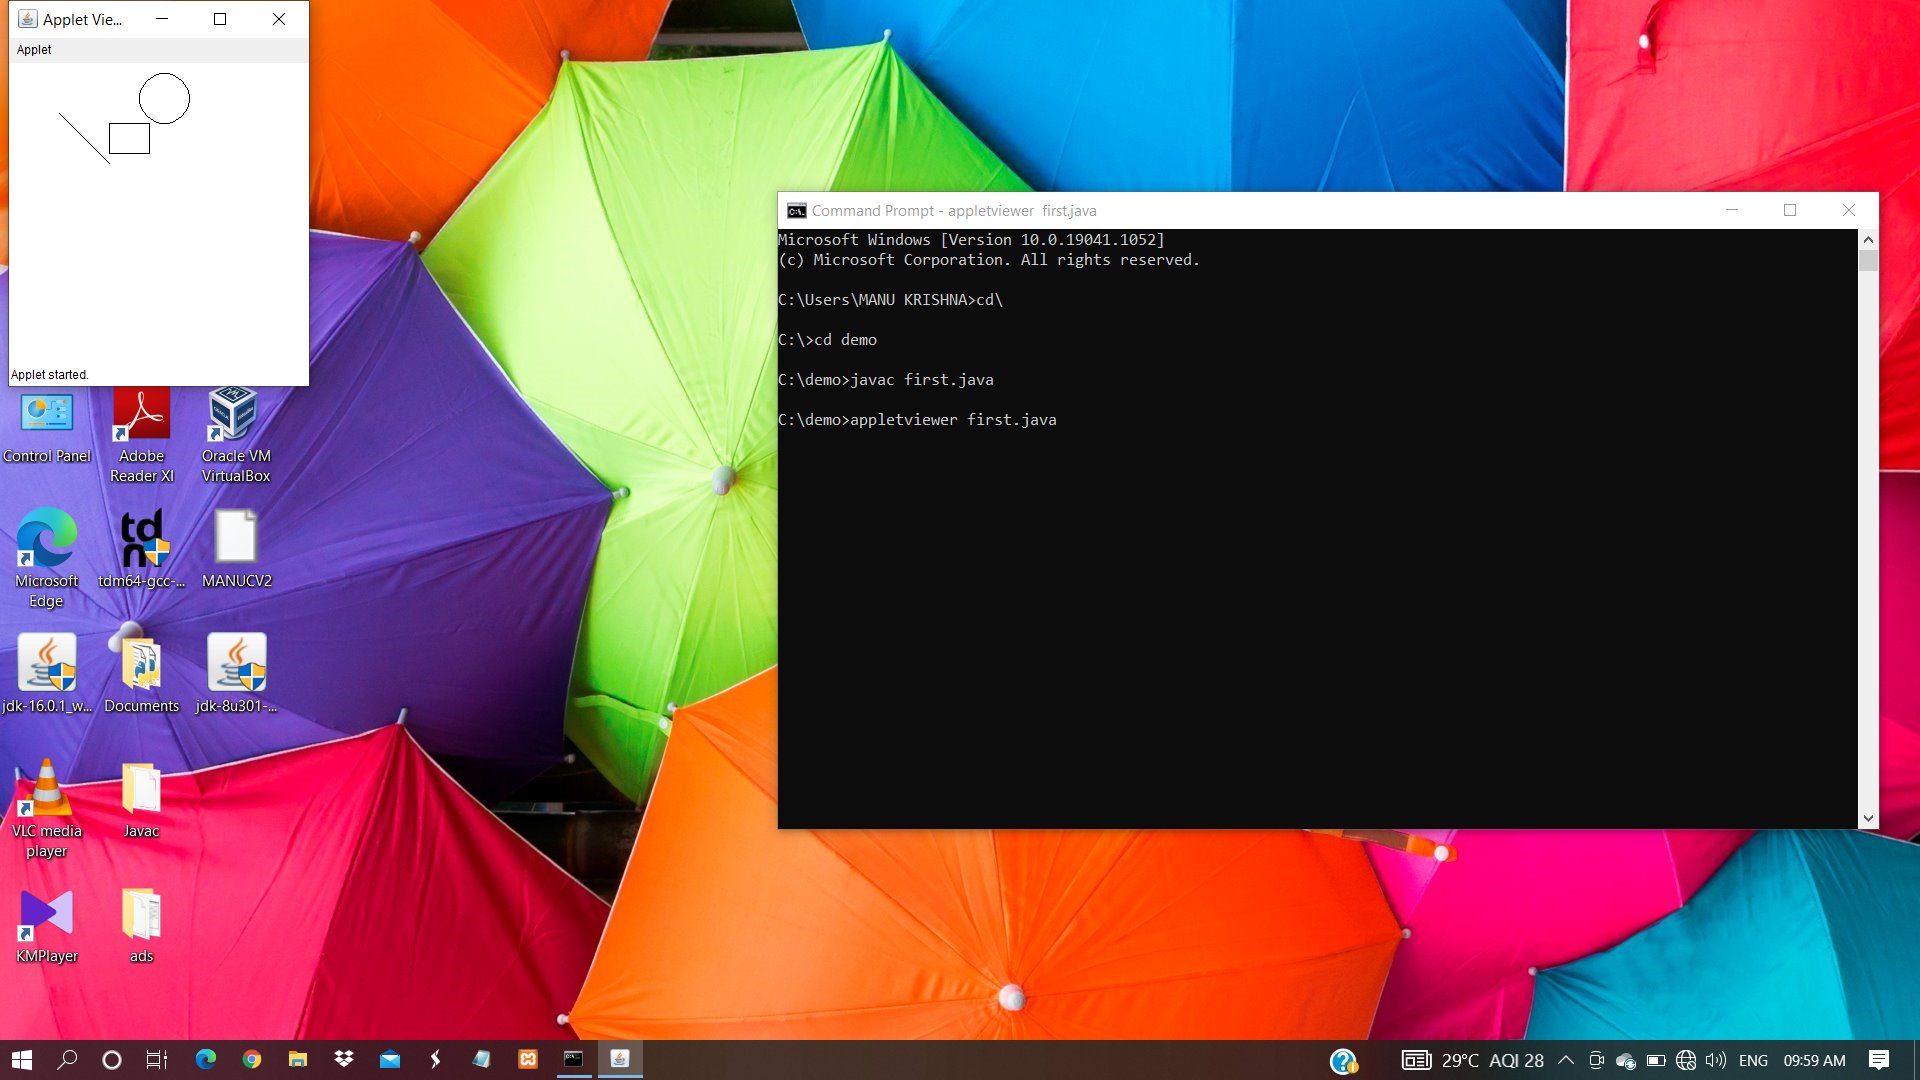 Applet Vie...
Applet
Applet started.
Command Prompt - appletviewer  first.java
Microsoft Windows [Version 10.0.19041.1052]
(c) Microsoft Corporation. All rights reserved.
C:\Users\MANU KRISHNA>cd\
C:\>cd demo
C:\demo>javac first.java
C:\demo>appletviewer first.java
Control Panel
Adobe
Reader XI
Oracle VM
VirtualBox
Microsoft
Edge
tdm64-gcc-...
MANUCV2
jdk-16.0.1_w...
Documents
jdk-8u301-...
VLC media
player
Javac
KMPlayer
ads
29°C AQI 28
ENG
09:59 AM